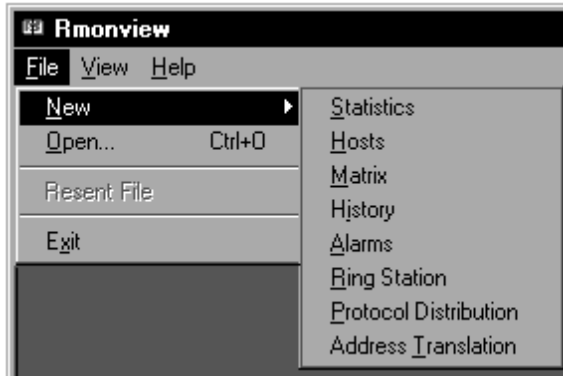 Rmonview
File View Help
New
Open... Ctrl+O
Resent File
Exit
Statistics
Hosts
Matrix
History
Alarms
Ring Station
Protocol Distribution
Address Translation